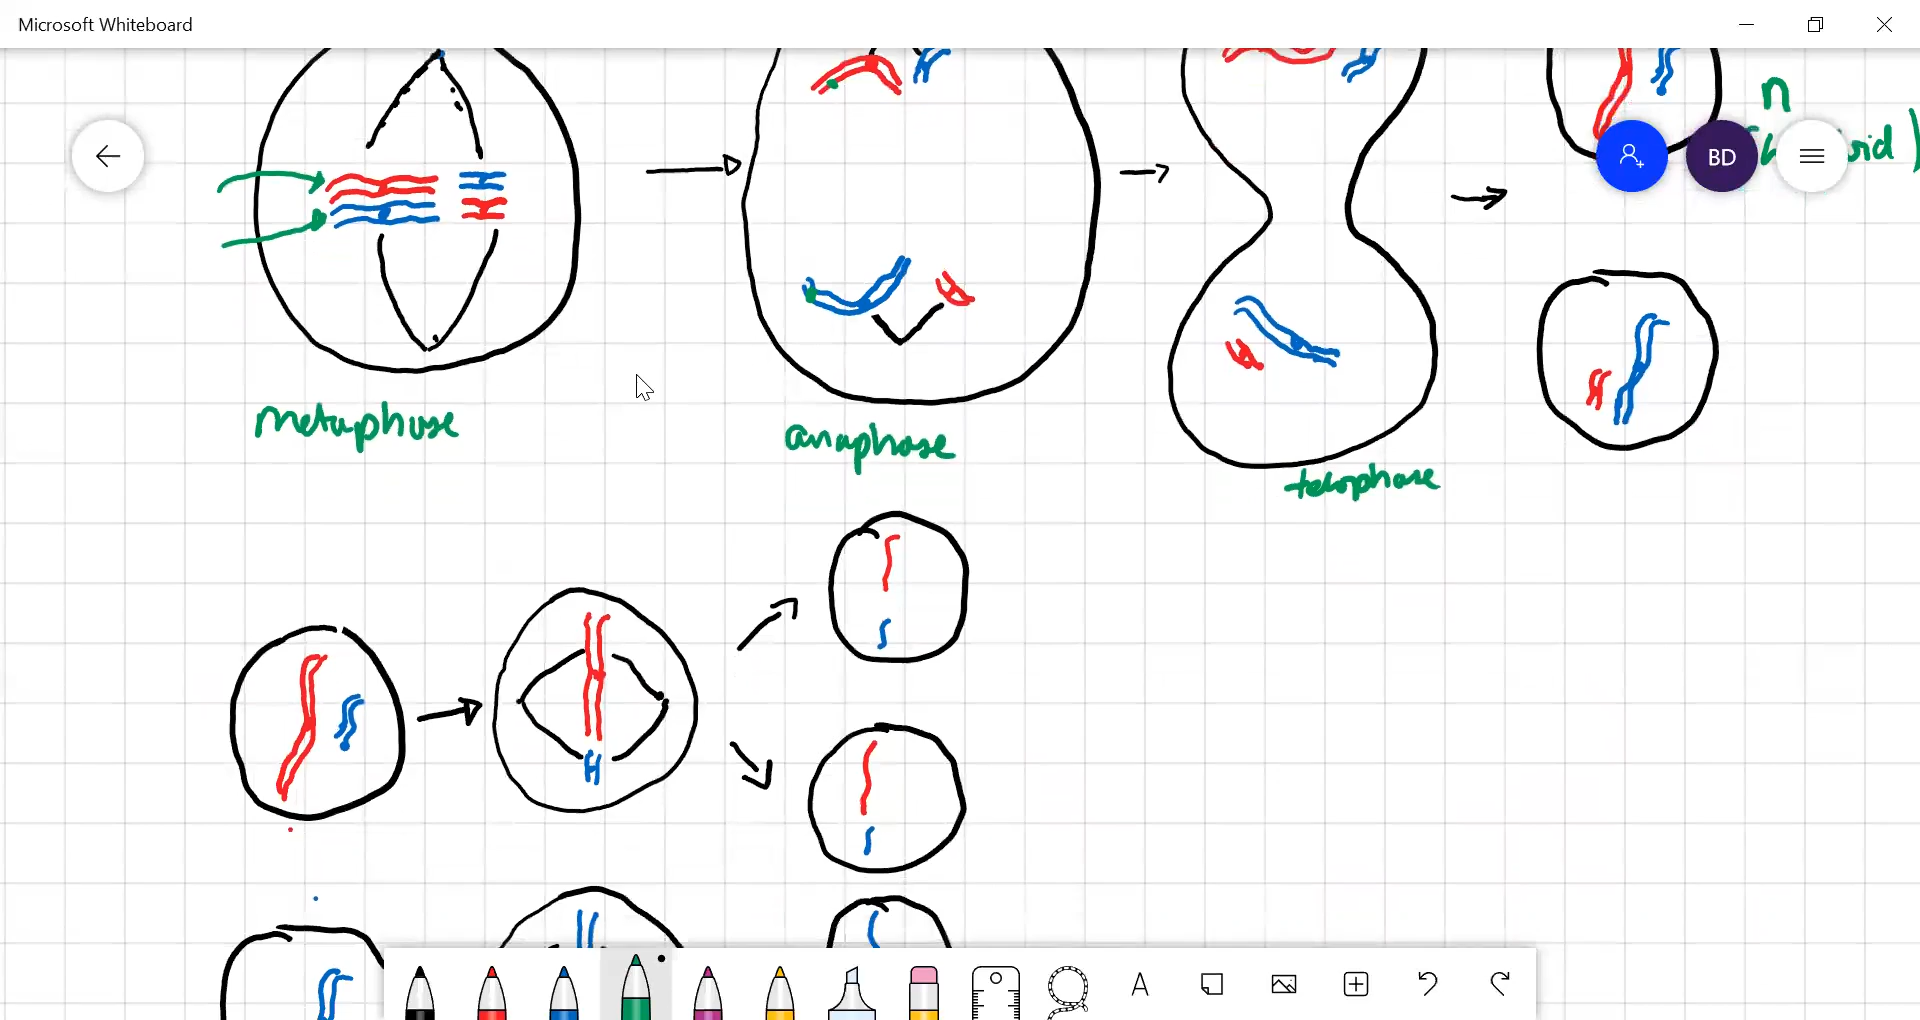 Microsoft Whiteboard
n
BD
metaphase
anaphase
telophase
A